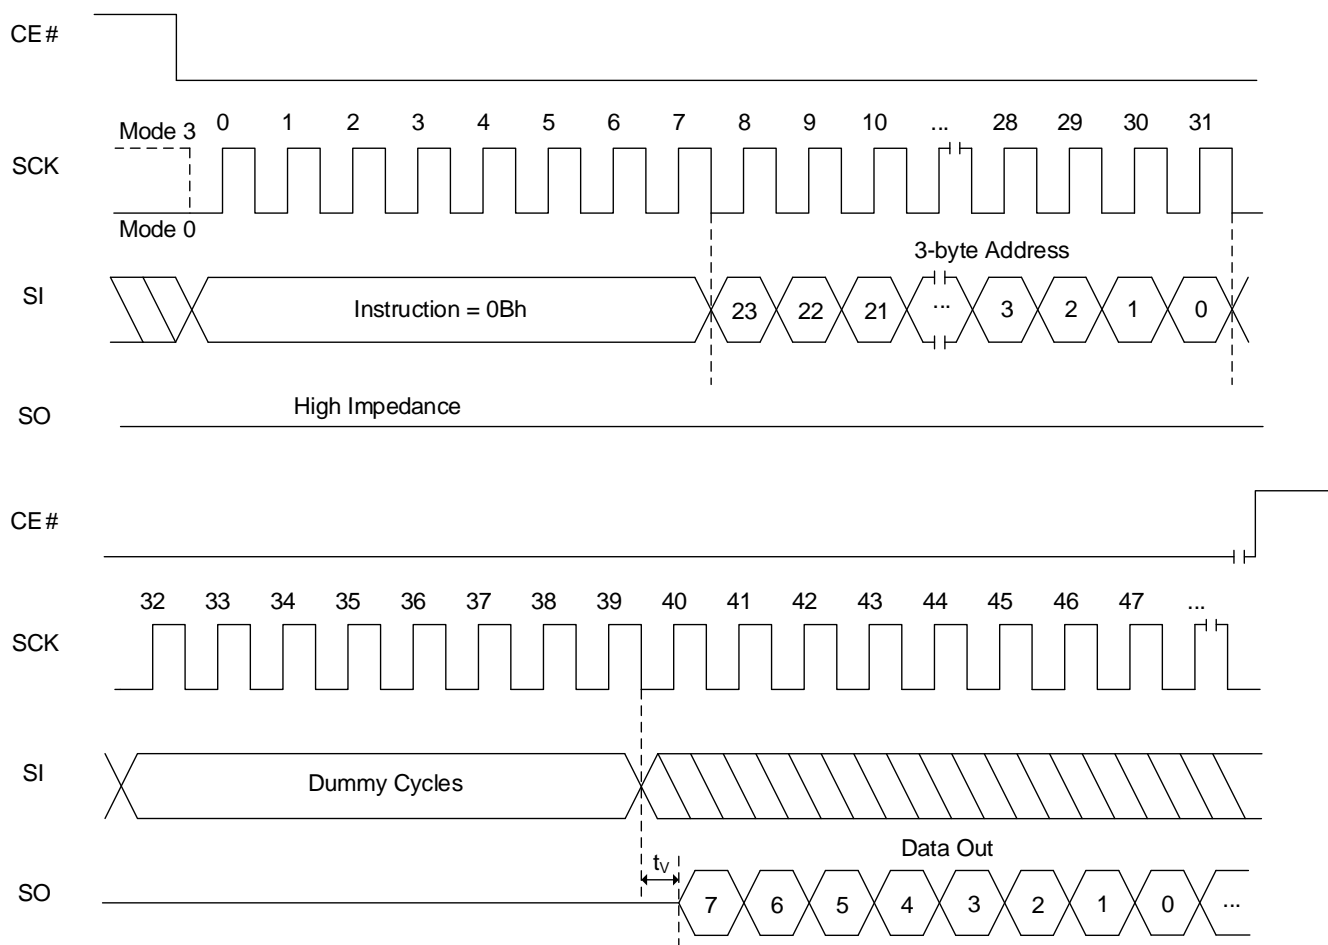 CE#
Mode 3 0 1 2 3 4 5 6 7 8 9 10 ... 28 29 30 31
SCK
Mode 0
3-byte Address
SI Instruction = 0Bh 23 22 21 ... 3 2 1 0
High Impedance
SO
CE#
32 33 34 35 36 37 38 39 40 41 42 43 44 45 46 47 ...
SCK
SI Dummy Cycles
Data Out
tV
SO 7 6 5 4 3 2 1 0 ...